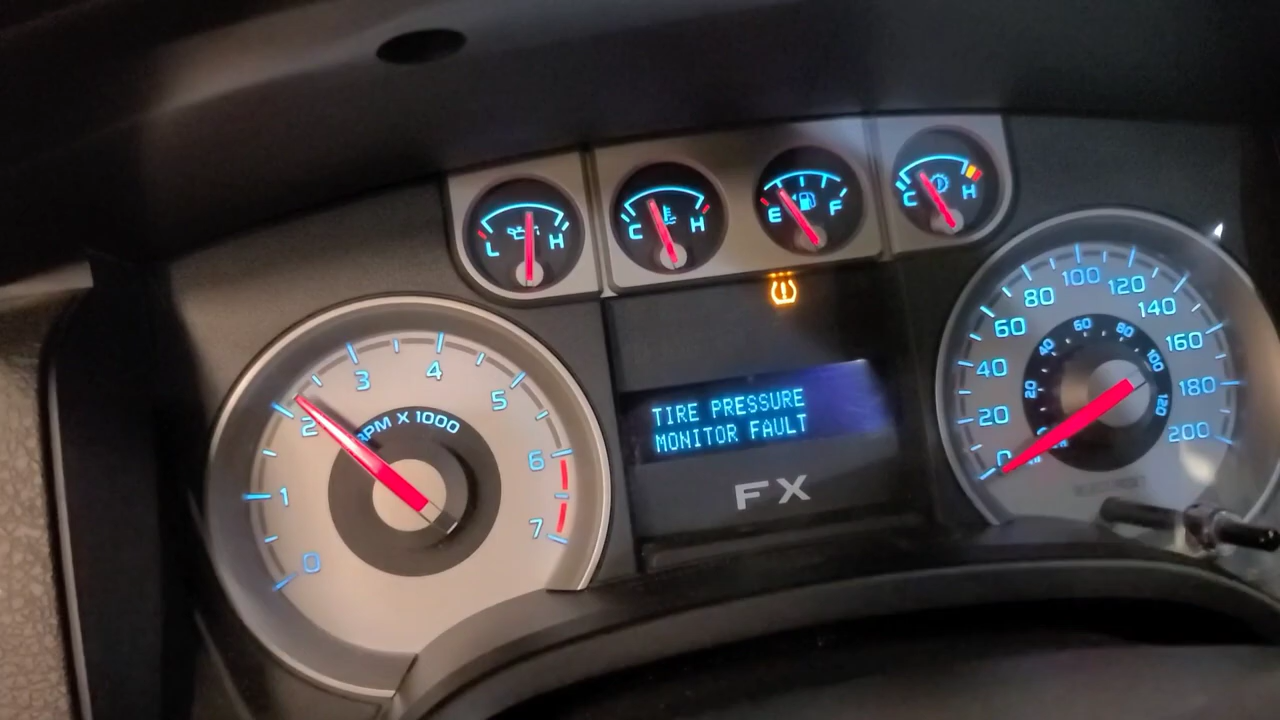 L H
C H
E F
C H
0 1 2 3 4 5 6 7
RPM X 1000
TIRE PRESSURE
MONITOR FAULT
FX
0 20 40 60 80 100 120 140 160 180 200
20 40 60 80 100 120